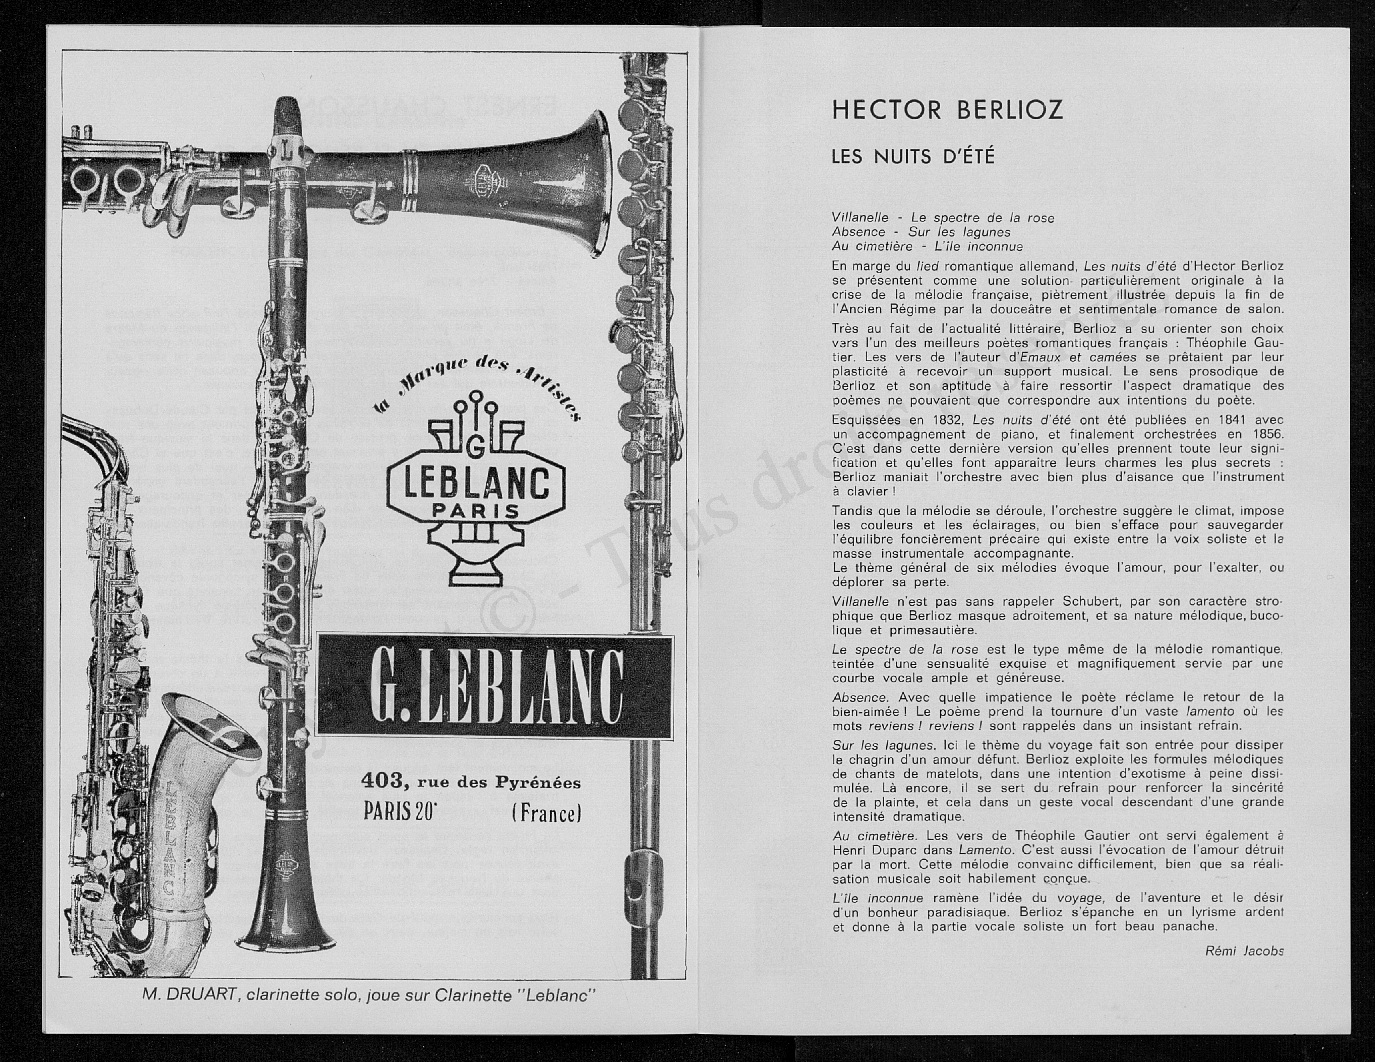 la Marque des Artistes
G
LEBLANC
PARIS
G. LEBLANC
403, rue des Pyrénées
PARIS 20e (France)
M. DRUART, clarinette solo, joue sur Clarinette "Leblanc"
HECTOR BERLIOZ
LES NUITS D'ÉTÉ
Villanelle - Le spectre de la rose
Absence - Sur les lagunes
Au cimetière - L'île inconnue
En marge du lied romantique allemand, Les nuits d'été d'Hector Berlioz
se présentent comme une solution particulièrement originale à la
crise de la mélodie française, piètrement illustrée depuis la fin de
l'Ancien Régime par la douceâtre et sentimentale romance de salon.
Très au fait de l'actualité littéraire, Berlioz a su orienter son choix
vars l'un des meilleurs poètes romantiques français : Théophile Gau-
tier. Les vers de l'auteur d'Emaux et camées se prêtaient par leur
plasticité à recevoir un support musical. Le sens prosodique de
Berlioz et son aptitude à faire ressortir l'aspect dramatique des
poèmes ne pouvaient que correspondre aux intentions du poète.
Esquissées en 1832, Les nuits d'été ont été publiées en 1841 avec
un accompagnement de piano, et finalement orchestrées en 1856.
C'est dans cette dernière version qu'elles prennent toute leur signi-
fication et qu'elles font apparaître leurs charmes les plus secrets :
Berlioz maniait l'orchestre avec bien plus d'aisance que l'instrument
à clavier !
Tandis que la mélodie se déroule, l'orchestre suggère le climat, impose
les couleurs et les éclairages, ou bien s'efface pour sauvegarder
l'équilibre foncièrement précaire qui existe entre la voix soliste et la
masse instrumentale accompagnante.
Le thème général de six mélodies évoque l'amour, pour l'exalter, ou
déplorer sa perte.
Villanelle n'est pas sans rappeler Schubert, par son caractère stro-
phique que Berlioz masque adroitement, et sa nature mélodique, buco-
lique et primesautière.
Le spectre de la rose est le type même de la mélodie romantique,
teintée d'une sensualité exquise et magnifiquement servie par une
courbe vocale ample et généreuse.
Absence. Avec quelle impatience le poète réclame le retour de la
bien-aimée ! Le poème prend la tournure d'un vaste lamento où les
mots reviens ! reviens ! sont rappelés dans un insistant refrain.
Sur les lagunes. Ici le thème du voyage fait son entrée pour dissiper
le chagrin d'un amour défunt. Berlioz exploite les formules mélodiques
de chants de matelots, dans une intention d'exotisme à peine dissi-
mulée. Là encore, il se sert du refrain pour renforcer la sincérité
de la plainte, et cela dans un geste vocal descendant d'une grande
intensité dramatique.
Au cimetière. Les vers de Théophile Gautier ont servi également à
Henri Duparc dans Lamento. C'est aussi l'évocation de l'amour détruit
par la mort. Cette mélodie convainc difficilement, bien que sa réali-
sation musicale soit habilement conçue.
L'île inconnue ramène l'idée du voyage, de l'aventure et le désir
d'un bonheur paradisiaque. Berlioz s'épanche en un lyrisme ardent
et donne à la partie vocale soliste un fort beau panache.
Rémi Jacobs